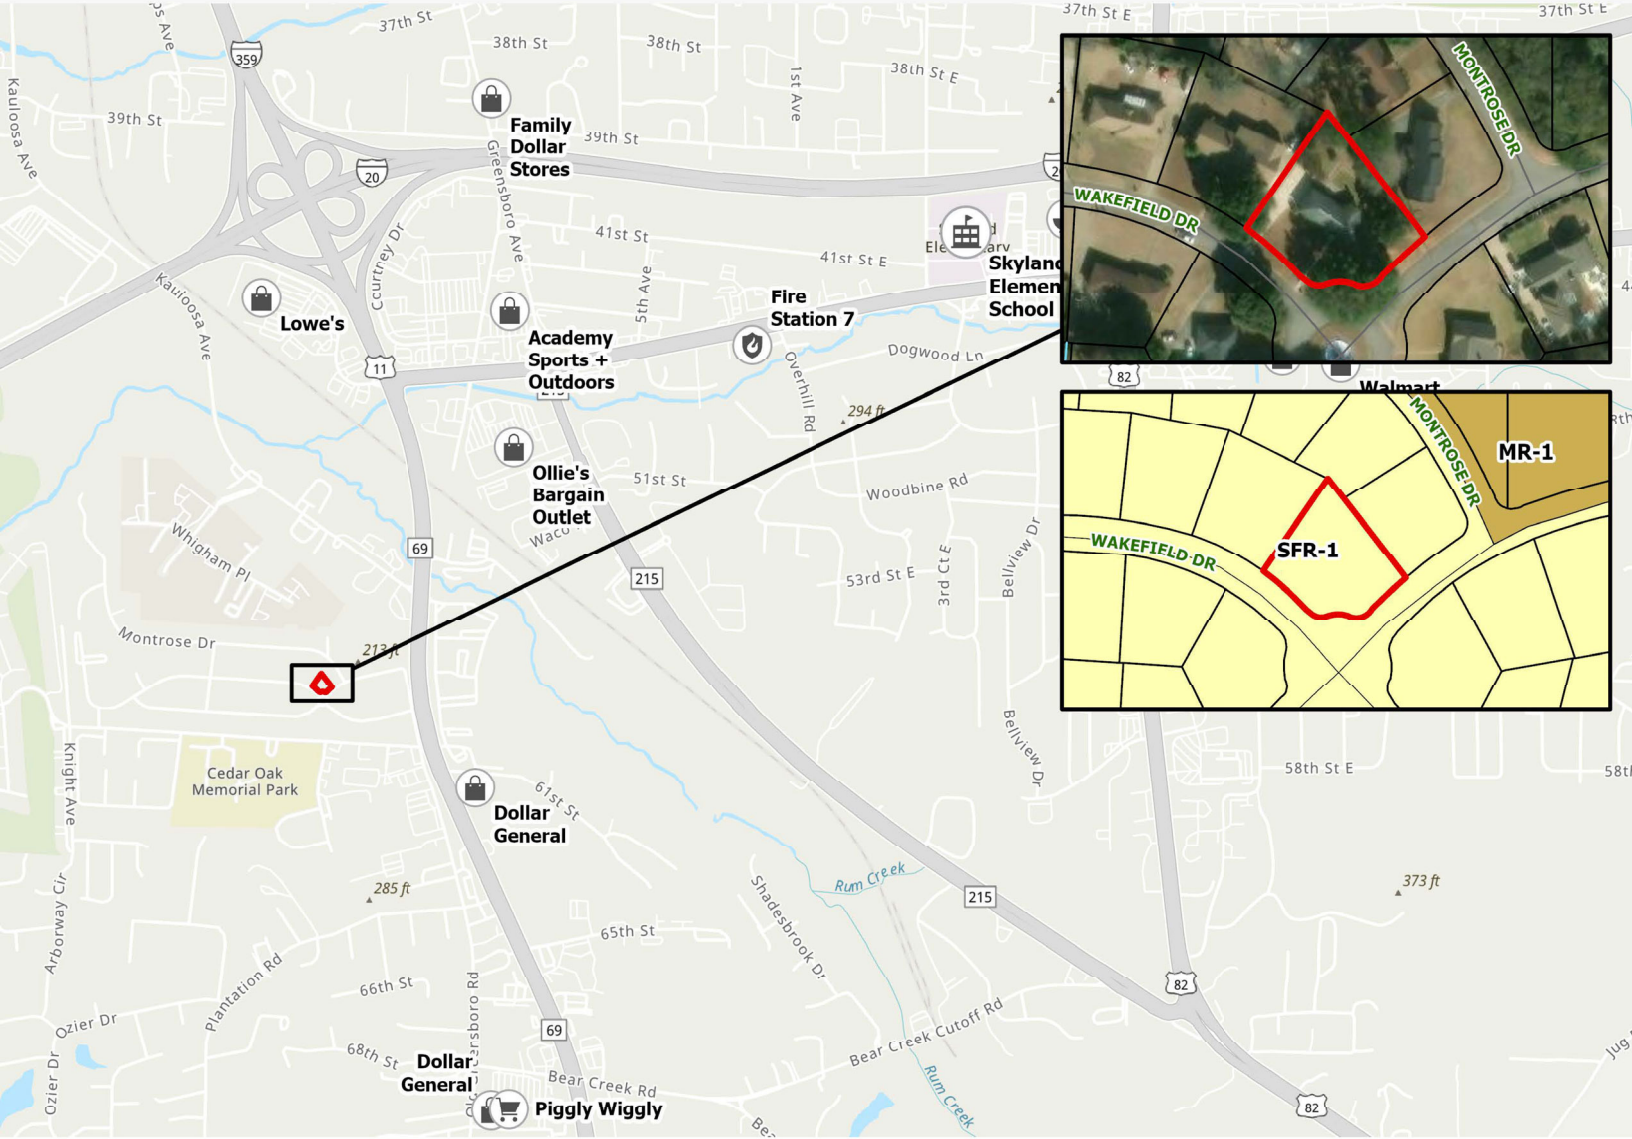 37th St
38th St
38th St
38th St E
37th St E
37th St E
359
Kauloosa Ave
39th St
1st Ave
Family
Dollar
Stores
39th St
20
Greensboro Ave
41st St
41st St E
Courtney Dr
5th Ave
Kauloosa Ave
Lowe's
Academy
Sports +
Outdoors
Fire
Station 7
Skyland
Elemen
School
11
Dogwood Ln
Overhill Rd
294 ft
82
Walmart
MONTROSE DR
WAKEFIELD DR
MONTROSE DR
MR-1
WAKEFIELD DR
SFR-1
Ollie's
Bargain
Outlet
51st St
Woodbine Rd
Waco
69
Whigham Pl
215
53rd St E
3rd Ct E
Bellview Dr
Montrose Dr
213 ft
Bellview Dr
58th St E
58t
Knight Ave
Cedar Oak
Memorial Park
Dollar
General
61st St
Rum Creek
215
373 ft
285 ft
Arborway Cir
Shadesbrook Dr
65th St
Plantation Rd
66th St
82
Ozier Dr
69
Bear Creek Cutoff Rd
68th St
Ozier Dr
Dollar
General
Bear Creek Rd
Piggly Wiggly
Rum Creek
82
Bea
Jug